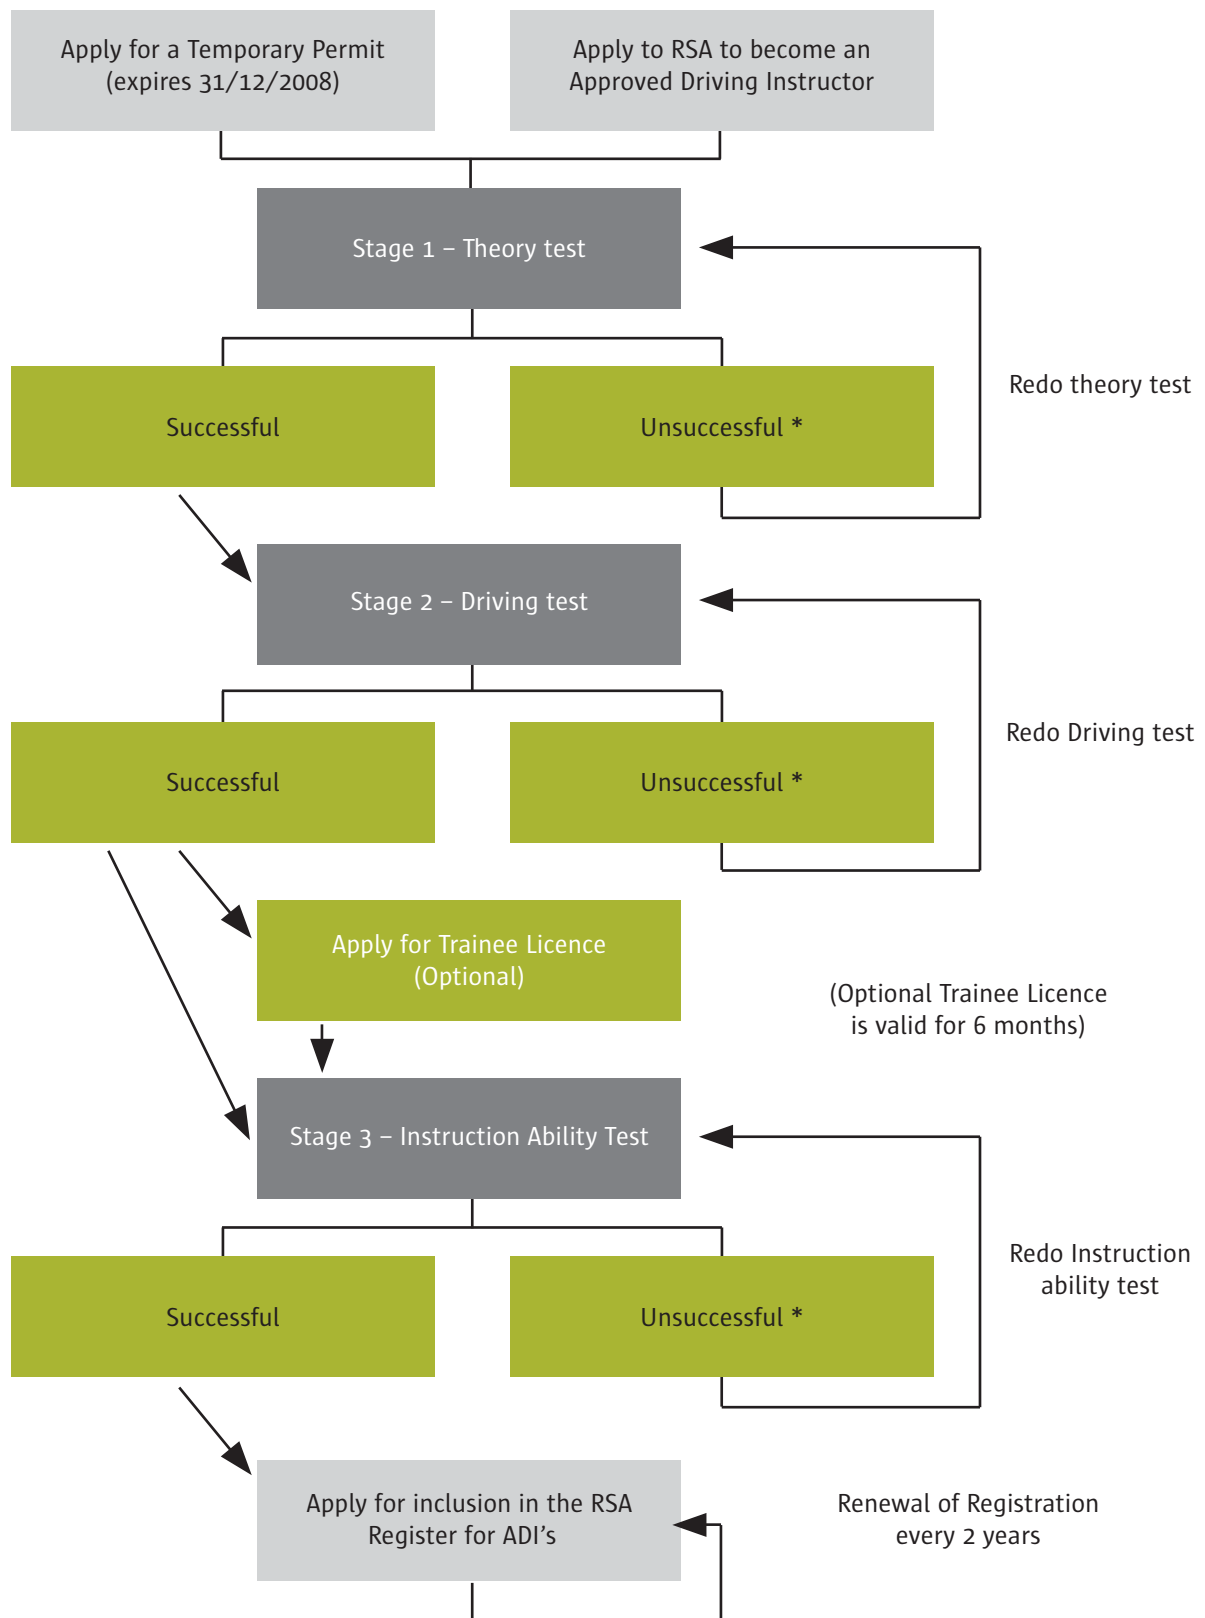 Apply for a Temporary Permit
(expires 31/12/2008)
Apply to RSA to become an
Approved Driving Instructor
Stage 1 – Theory test
Redo theory test
Successful
Unsuccessful *
Stage 2 – Driving test
Redo Driving test
Successful
Unsuccessful *
Apply for Trainee Licence
(Optional)
(Optional Trainee Licence
is valid for 6 months)
Stage 3 – Instruction Ability Test
Redo Instruction
ability test
Successful
Unsuccessful *
Apply for inclusion in the RSA
Register for ADI's
Renewal of Registration
every 2 years